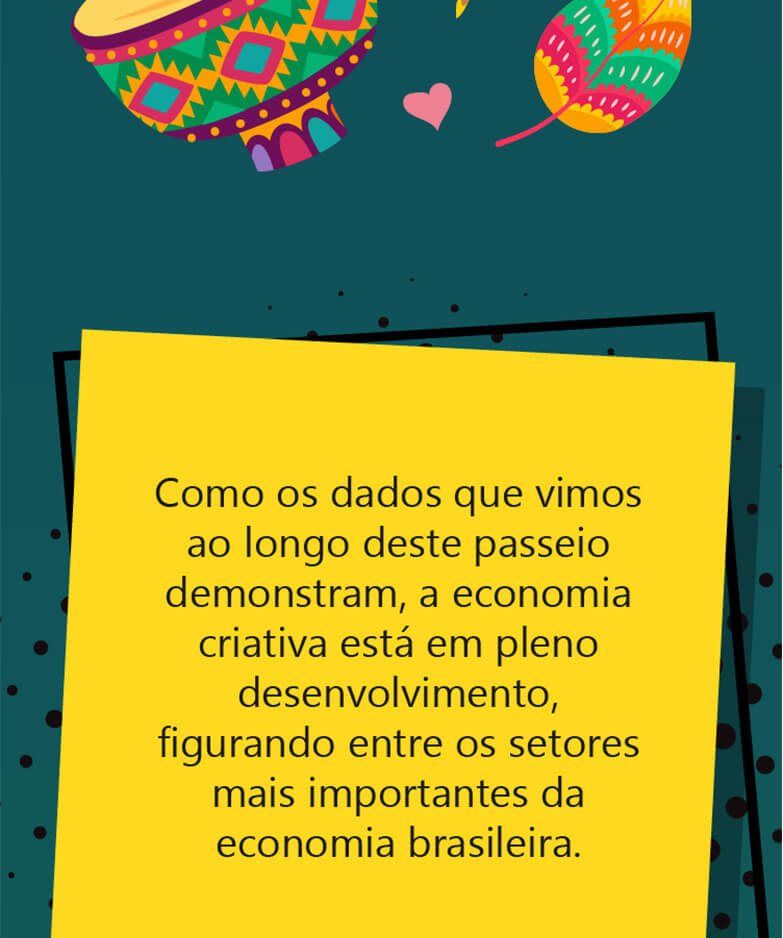 Como os dados que vimos
ao longo deste passeio
demonstram, a economia
criativa está em pleno
desenvolvimento,
figurando entre os setores
mais importantes da
economia brasileira.